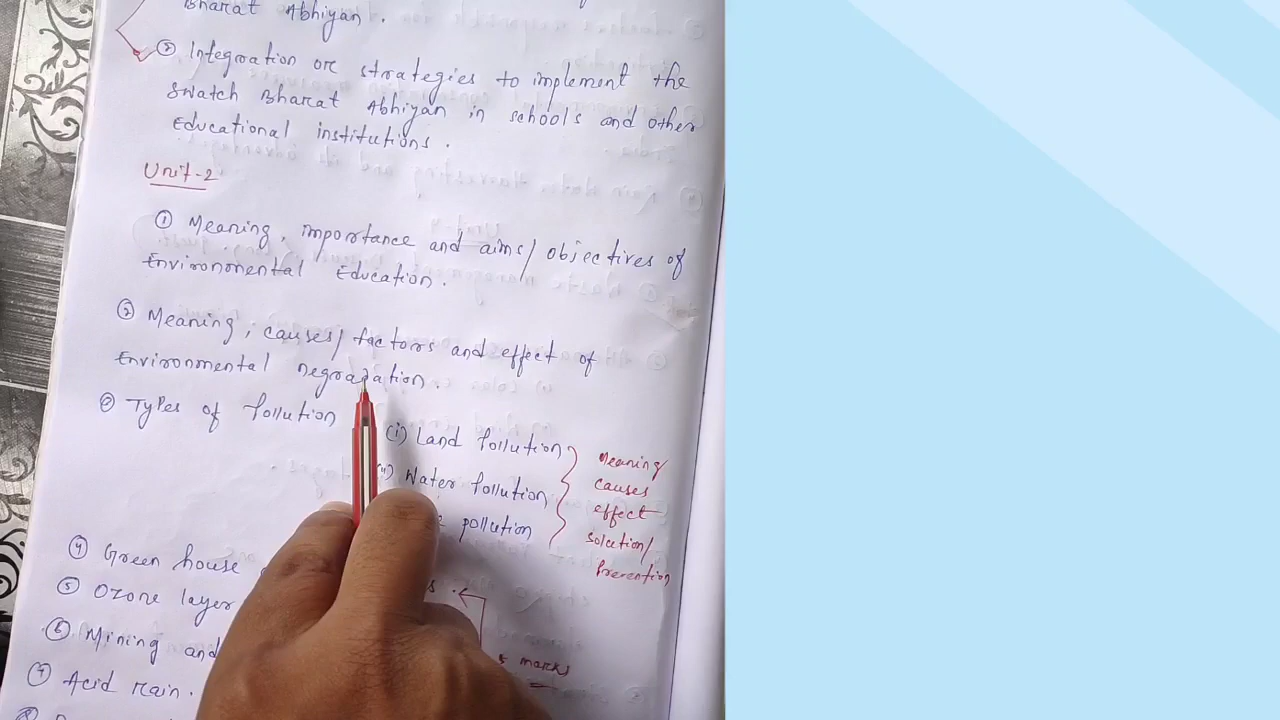 Bharat Abhiyan.
⑧ Integration or strategies to implement the
Swatch Bharat Abhiyan in schools and other
Educational institutions.
Unit-2
① Meaning, importance and aims/objectives of
Environmental Education.
② Meaning, causes/factors and effect of
Environmental Degradation.
③ Types of Pollution
(i) Land Pollution
Water Pollution
pollution
Meaning/
causes
effect
solution/
Prevention
④ Green house
⑤ Ozone layer
⑥ Mining and
⑦ Acid rain.
5 marks